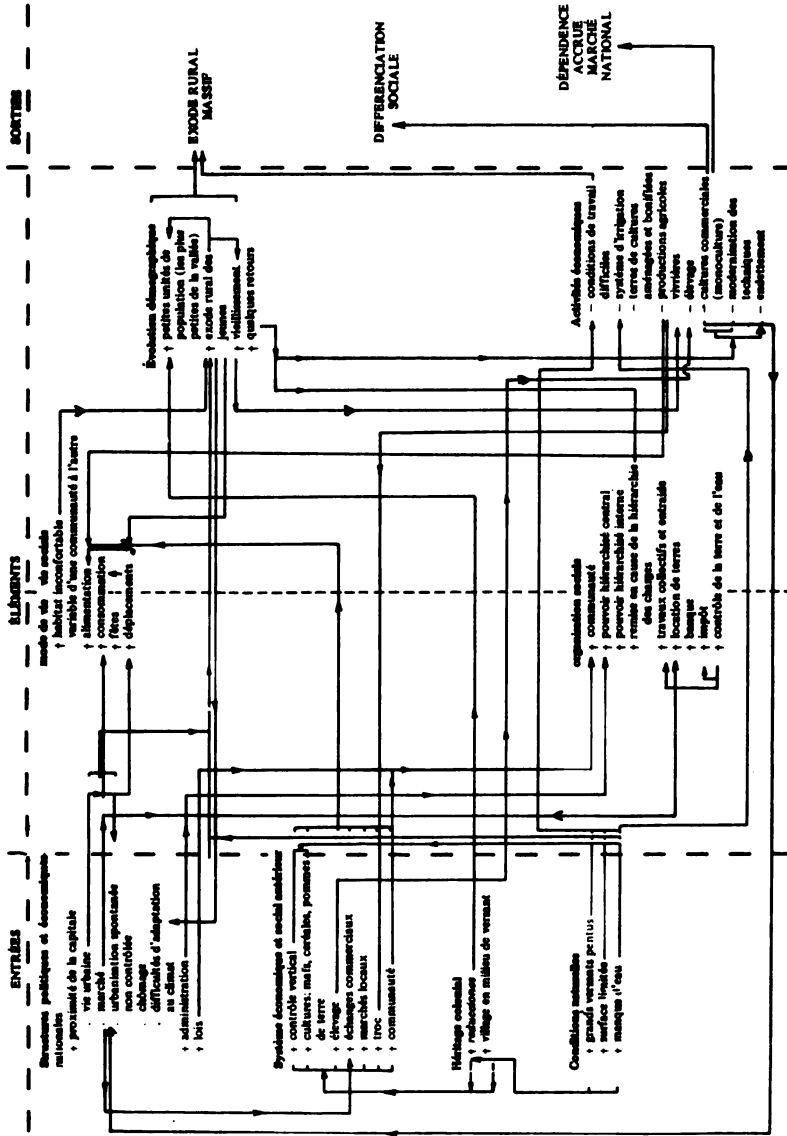 ENTRÉES
Structures politiques et économiques
nationales
↑ proximité de la capitale
vie urbaine
↑ marché
urbanisation spontanée
non contrôlée
chômage
difficultés d'adaptation
au climat
↑ administration
↑ lois
Système économique et social antérieur
↑ contrôle vertical
↑ cultures: maïs, céréales, pommes
de terre
↑ élevage
↑ échanges commerciaux
marchés locaux
↑ troc
↑ communauté
Héritage colonial
↑ reducciones
↑ village en milieu de versant
Conditions naturelles
↑ grands versants pentus
↑ surface limitée
↑ manque d'eau
ÉLÉMENTS
mode de vie vie sociale
↑ habitat inconfortable
variable d'une communauté à l'autre
↑ alimentation
↑ consommation
↑ fêtes
↑ déplacements
organisation sociale
↑ communauté
↑ pouvoir hiérarchisé central
↑ pouvoir hiérarchisé interne
↑ remise en cause de la hiérarchie
des charges
↑ travaux collectifs et entraide
↑ location de terres
↑ banque
↑ impôt
↑ contrôle de la terre et de l'eau
Évolution démographique
↑ petites unités de
population (les plus
petites de la vallée)
↑ exode rural des
jeunes
↑ vieillissement
↑ quelques retours
Activités économiques
– conditions de travail
difficiles
– système d'irrigation
– terres de cultures
aménagées et bonifiées
– productions agricoles
vivrières
– élevage
– cultures commerciales
(monoculture)
– modernisation des
techniques
– endettement
SORTIES
EXODE RURAL
MASSIF
DIFFERENCIATION
SOCIALE
DÉPENDENCE
ACCRUE
MARCHÉ
NATIONAL